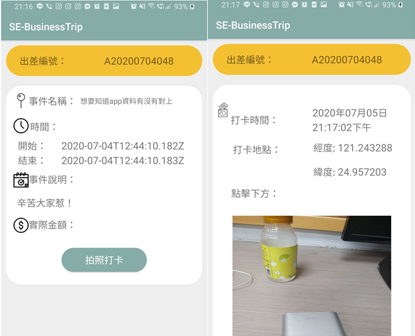 21:16
93%
SE-BusinessTrip
出差編號：
A20200704048
事件名稱：
想要知道app資料有沒有對上
時間：
開始：
2020-07-04T12:44:10.182Z
結束：
2020-07-04T12:44:10.183Z
事件說明：
辛苦大家惹！
實際金額：
拍照打卡
21:17
93%
SE-BusinessTrip
出差編號：
A20200704048
打卡時間：
2020年07月05日
21:17:02下午
打卡地點：
經度: 121.243288
緯度: 24.957203
點擊下方：